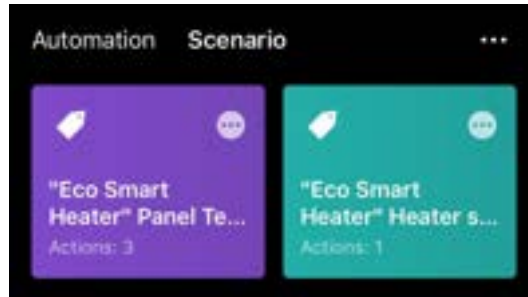 Automation Scenario
"Eco Smart
Heater" Panel Te...
Actions: 3
"Eco Smart
Heater" Heater s...
Actions: 1